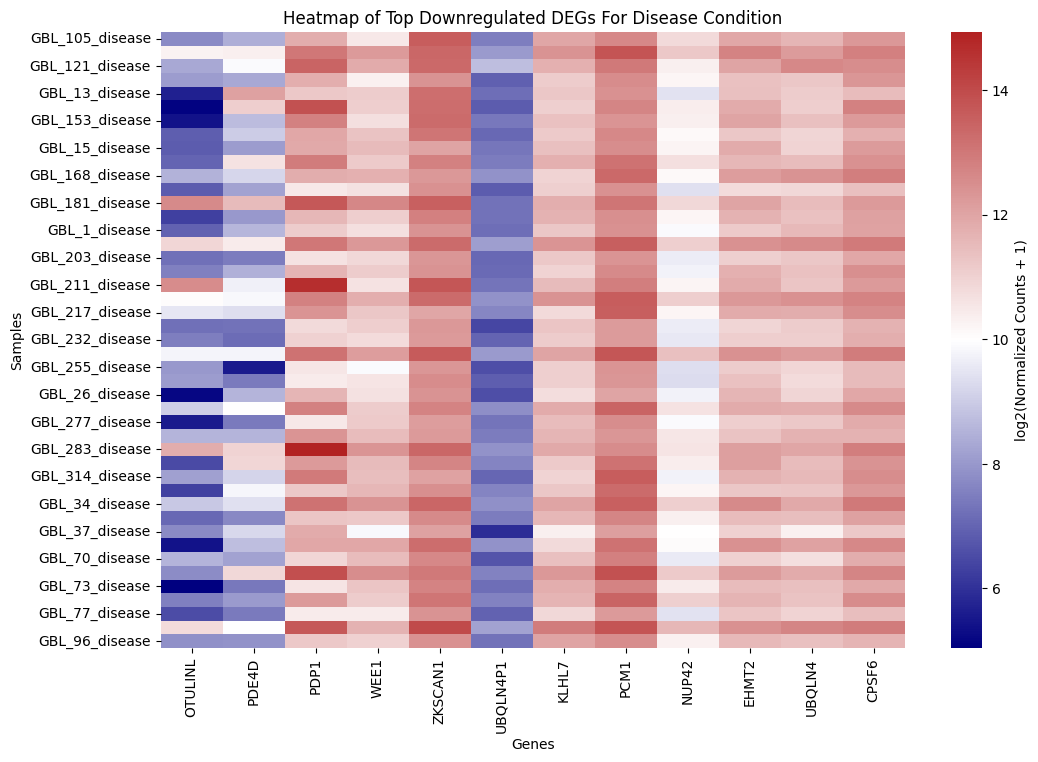 Heatmap of Top Downregulated DEGs For Disease Condition
Samples
GBL_105_disease
GBL_121_disease
GBL_13_disease
GBL_153_disease
GBL_15_disease
GBL_168_disease
GBL_181_disease
GBL_1_disease
GBL_203_disease
GBL_211_disease
GBL_217_disease
GBL_232_disease
GBL_255_disease
GBL_26_disease
GBL_277_disease
GBL_283_disease
GBL_314_disease
GBL_34_disease
GBL_37_disease
GBL_70_disease
GBL_73_disease
GBL_77_disease
GBL_96_disease
OTULINL
PDE4D
PDP1
WEE1
ZKSCAN1
UBQLN4P1
KLHL7
PCM1
NUP42
EHMT2
UBQLN4
CPSF6
Genes
14
12
10
8
6
log2(Normalized Counts + 1)